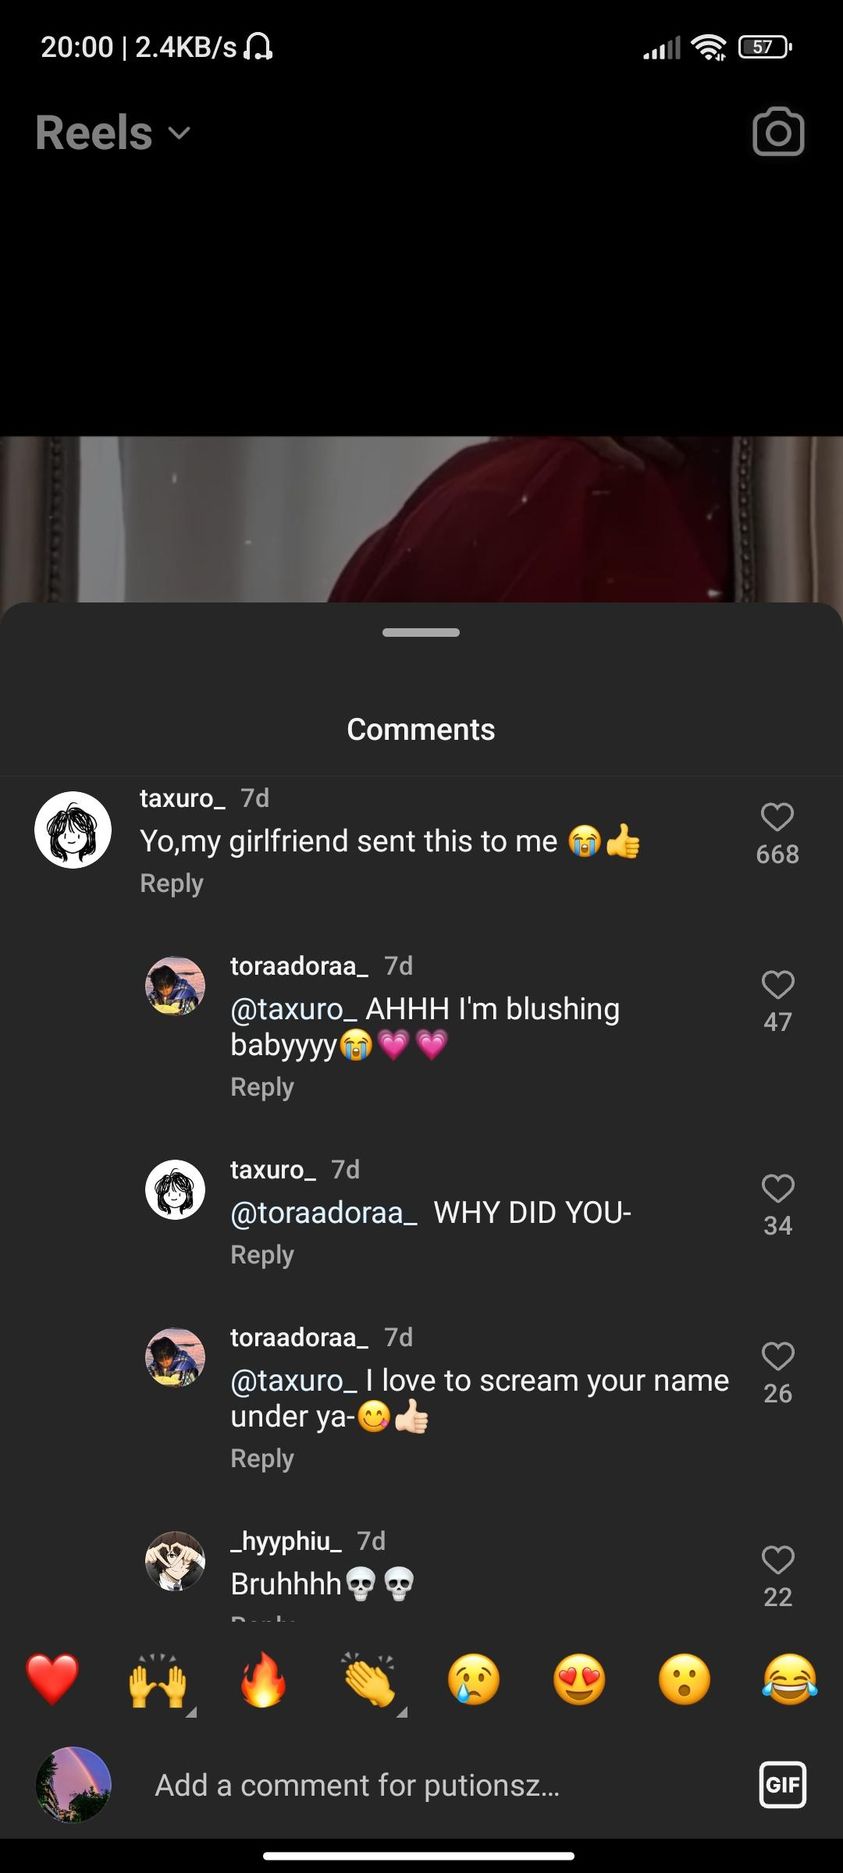 20:00 | 2.4KB/s
57
Reels
Comments
taxuro_ 7d
Yo,my girlfriend sent this to me 😭👍
668
Reply
toraadoraa_ 7d
@taxuro_ AHHH I'm blushing
babyyyy😭💗💗
47
Reply
taxuro_ 7d
@toraadoraa_ WHY DID YOU-
34
Reply
toraadoraa_ 7d
@taxuro_ I love to scream your name
under ya-😋👍🏻
26
Reply
_hyyphiu_ 7d
Bruhhhh💀💀
22
Reply
❤️🙌🔥👏😢😍😮😂
Add a comment for putionsz...
GIF